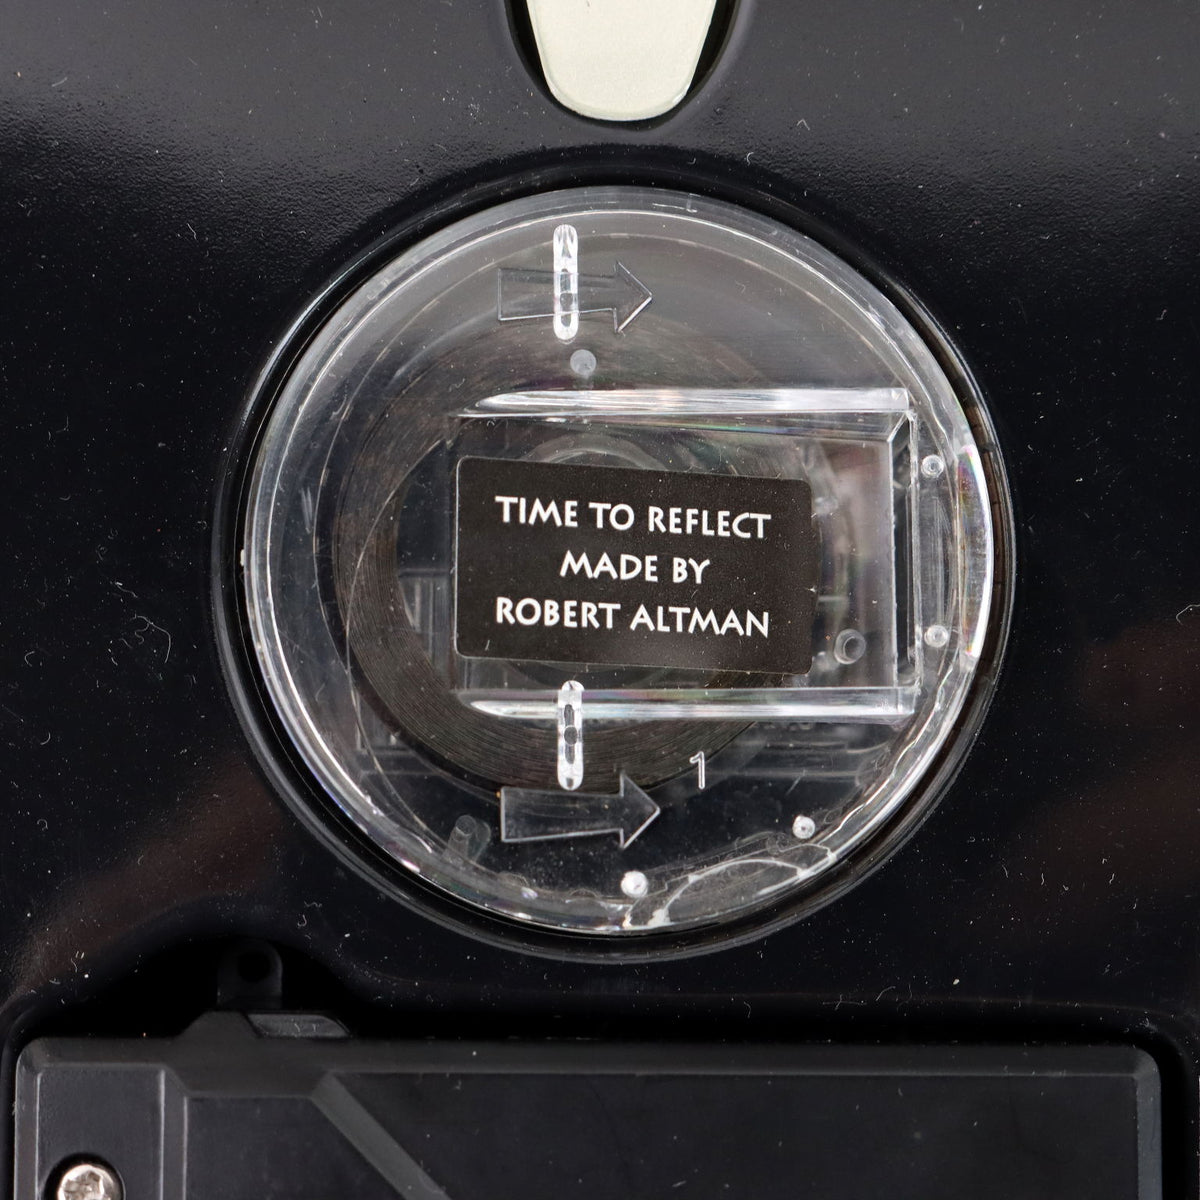 TIME TO REFLECT
MADE BY
ROBERT ALTMAN
1